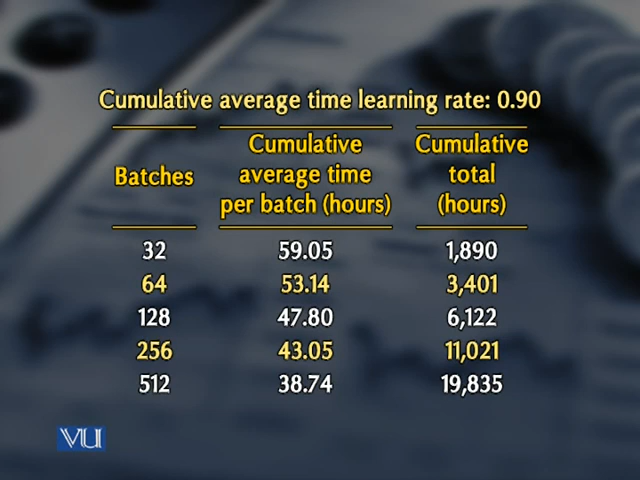 Cumulative average time learning rate: 0.90
Batches Cumulative average time per batch (hours) Cumulative total (hours)
32 59.05 1,890
64 53.14 3,401
128 47.80 6,122
256 43.05 11,021
512 38.74 19,835
VU